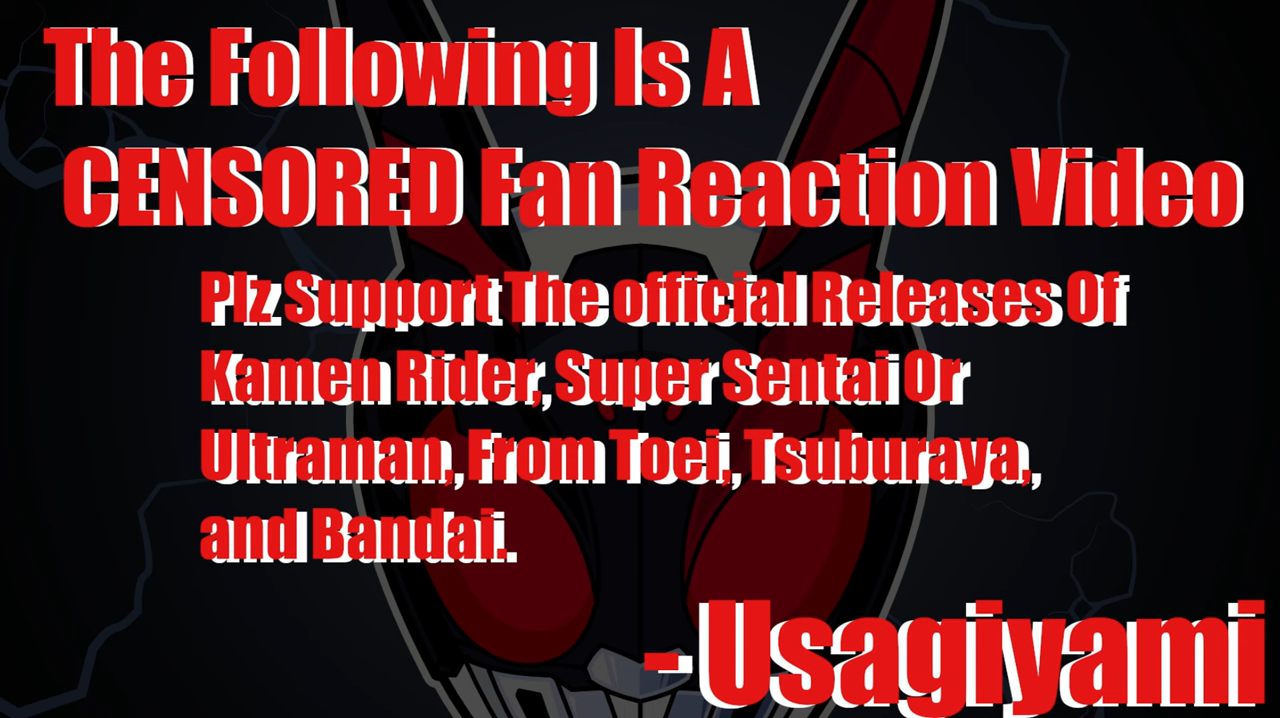 The Following Is A
CENSORED Fan Reaction Video
Plz Support The official Releases Of
Kamen Rider, Super Sentai Or
Ultraman, From Toei, Tsuburaya,
and Bandai.
-Usagiyami